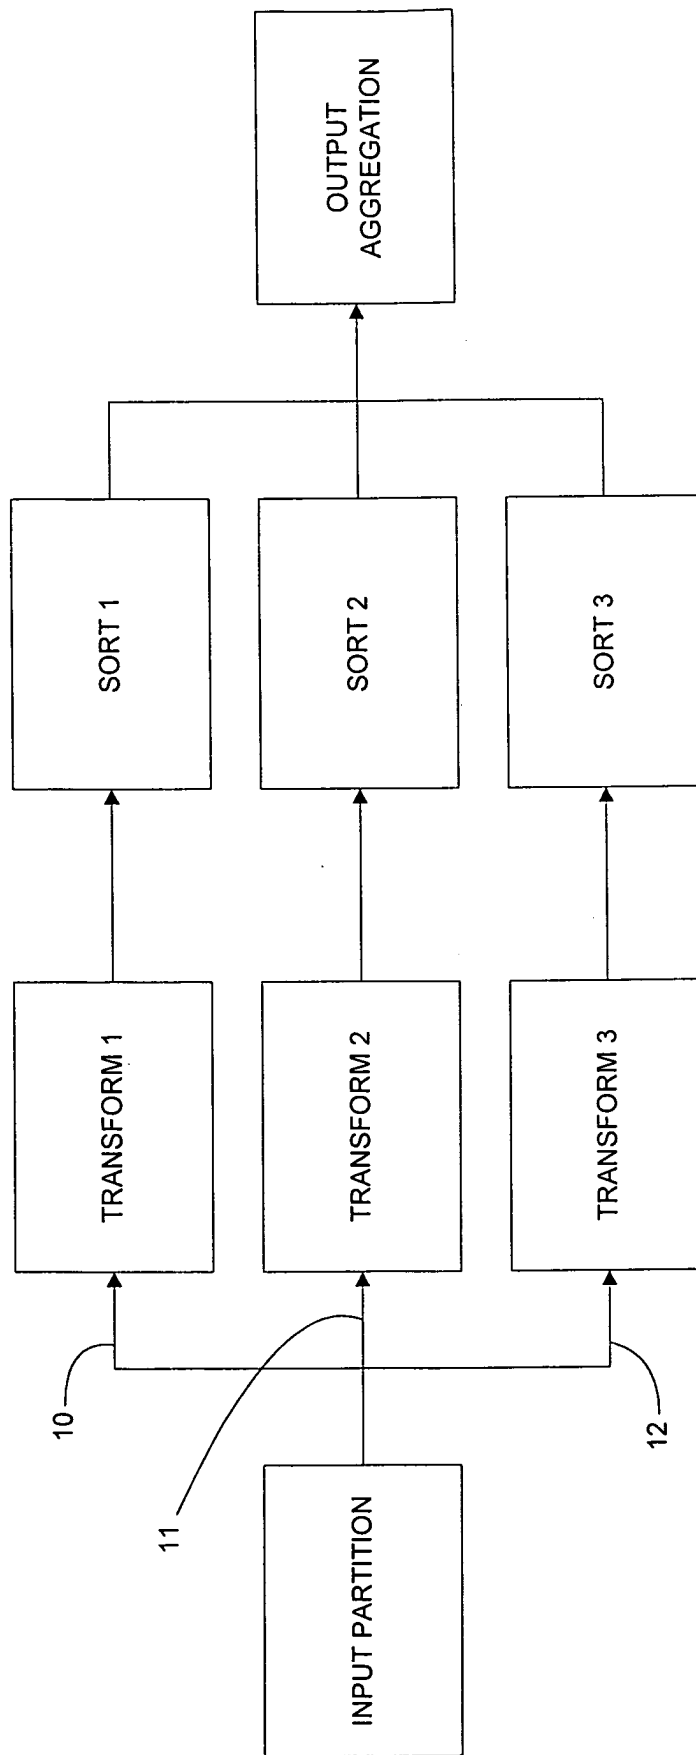 INPUT PARTITION
10
11
12
TRANSFORM 1
TRANSFORM 2
TRANSFORM 3
SORT 1
SORT 2
SORT 3
OUTPUT
AGGREGATION